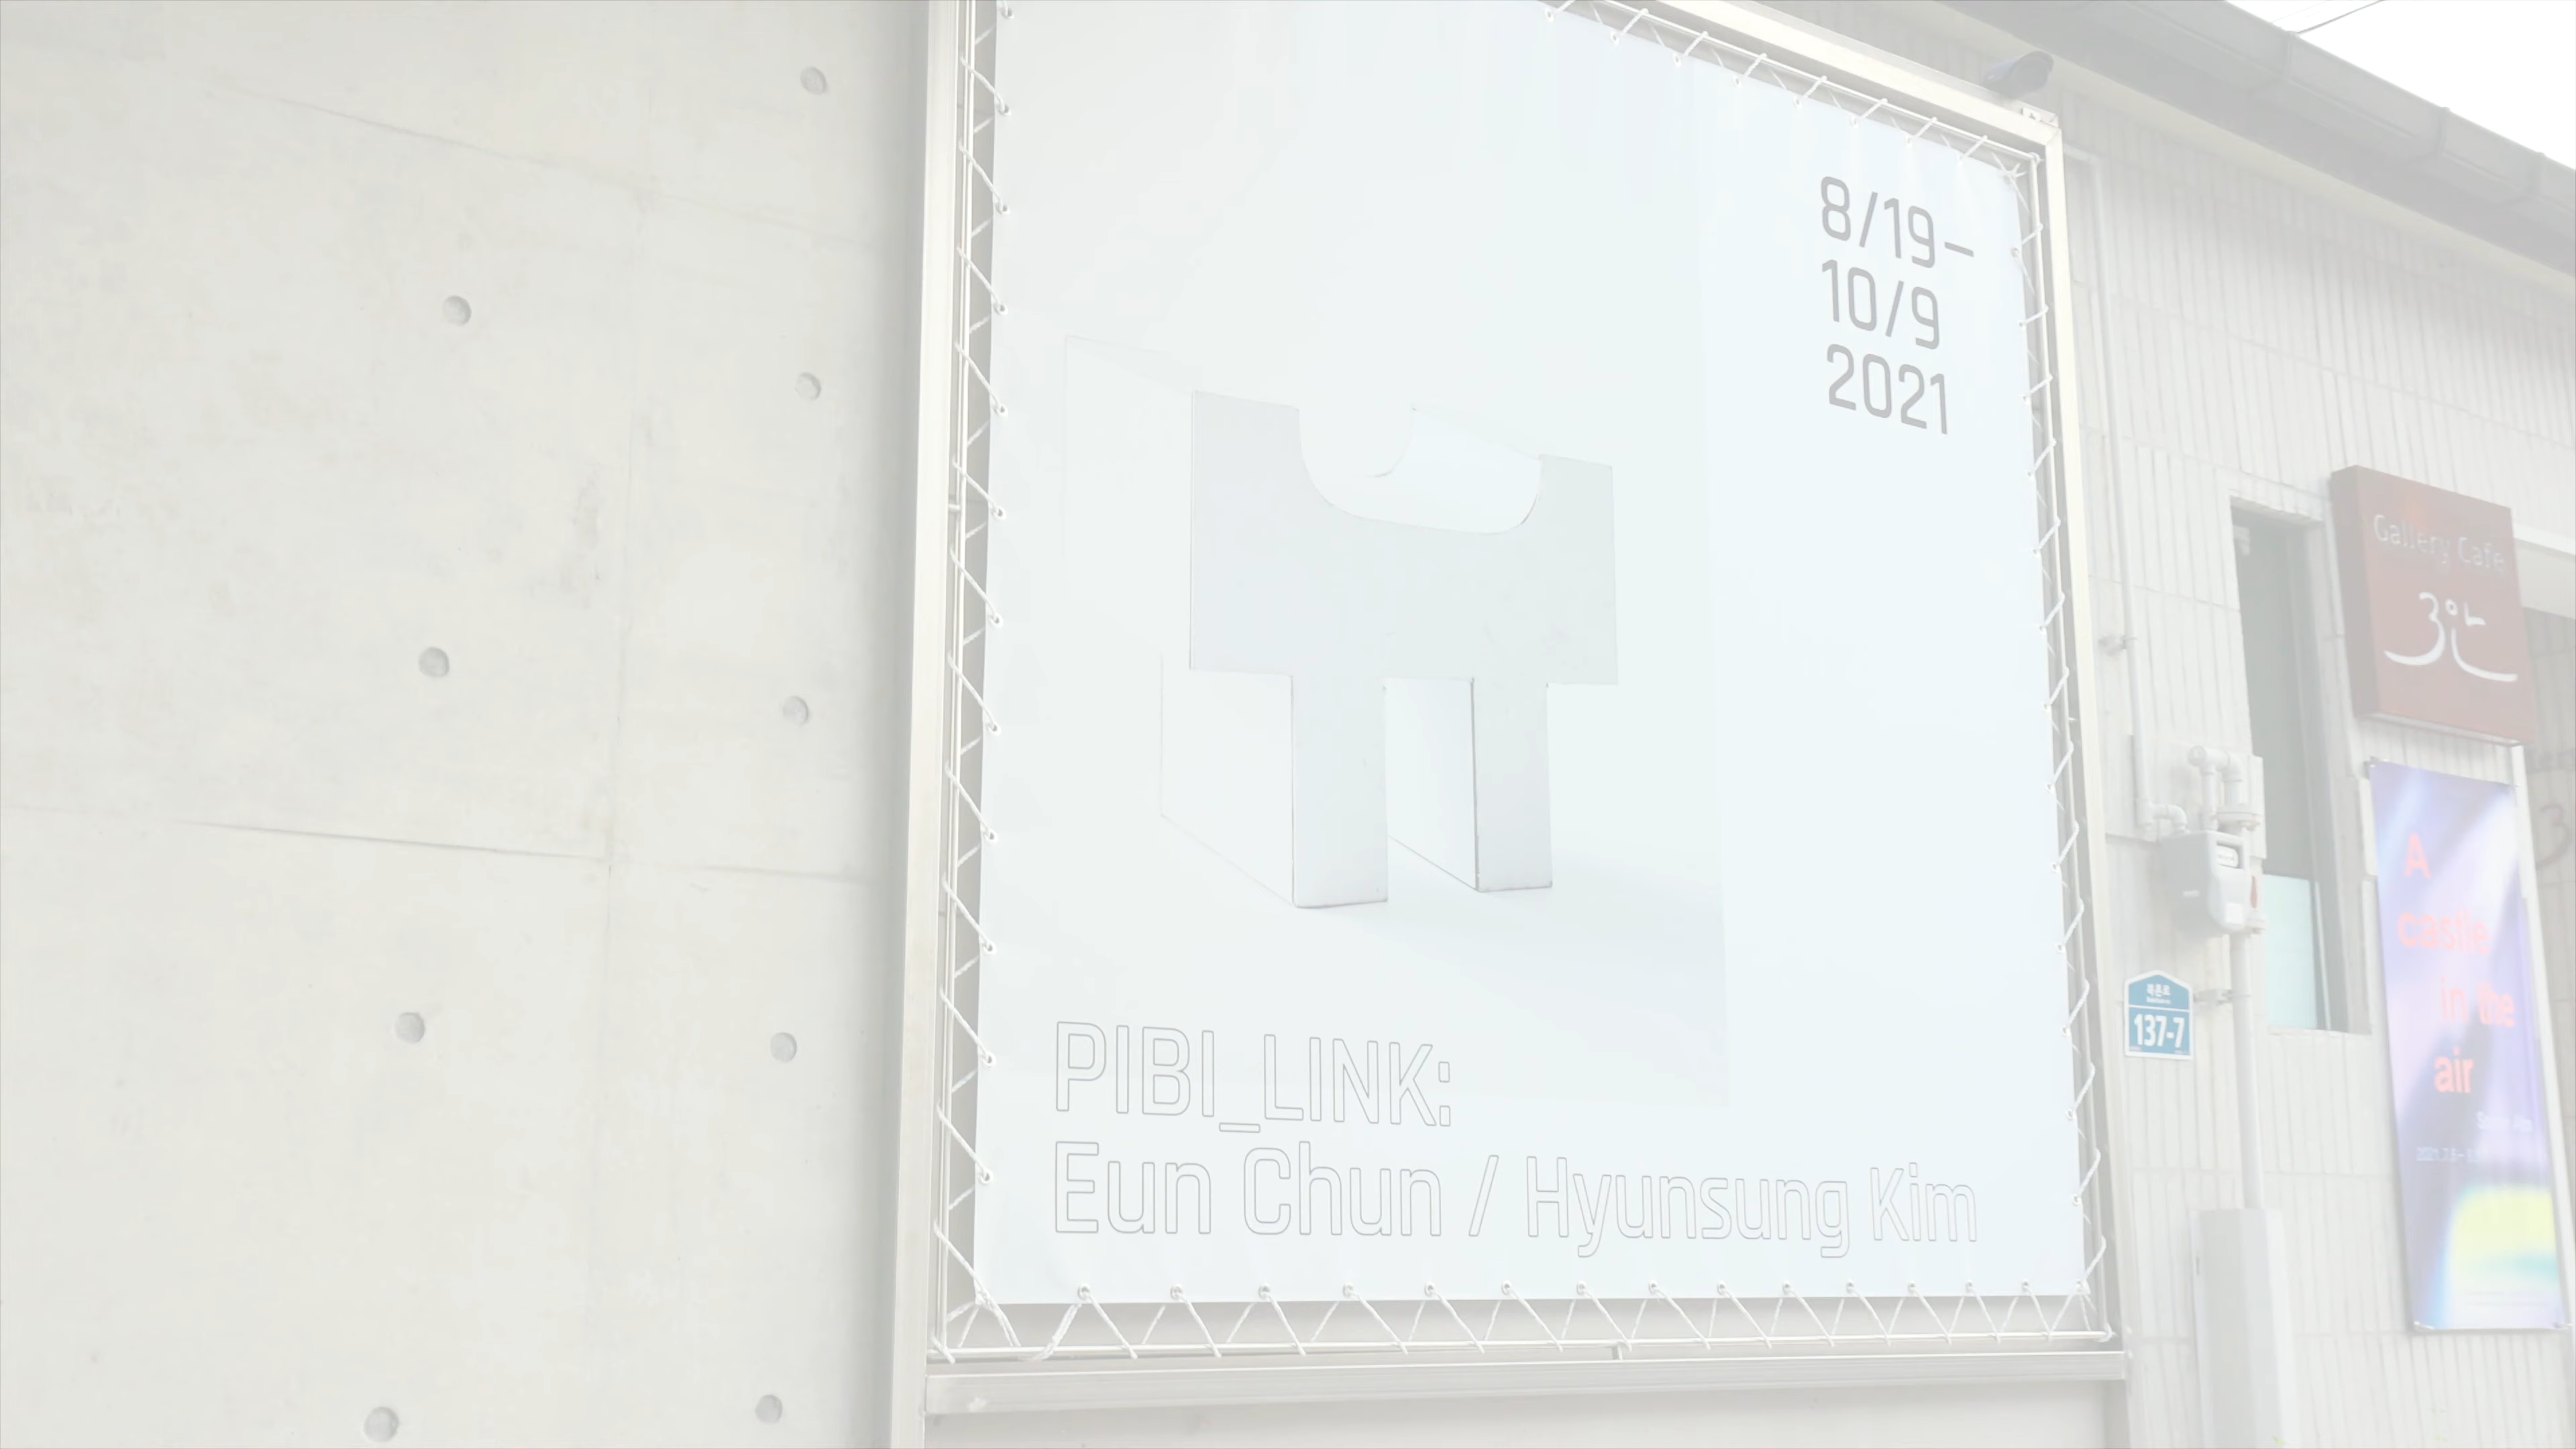 8/19–
10/9
2021
PIBI_LINK:
Eun Chun / Hyunsung Kim
Gallery Cafe
137-7
A
castle
in the
air